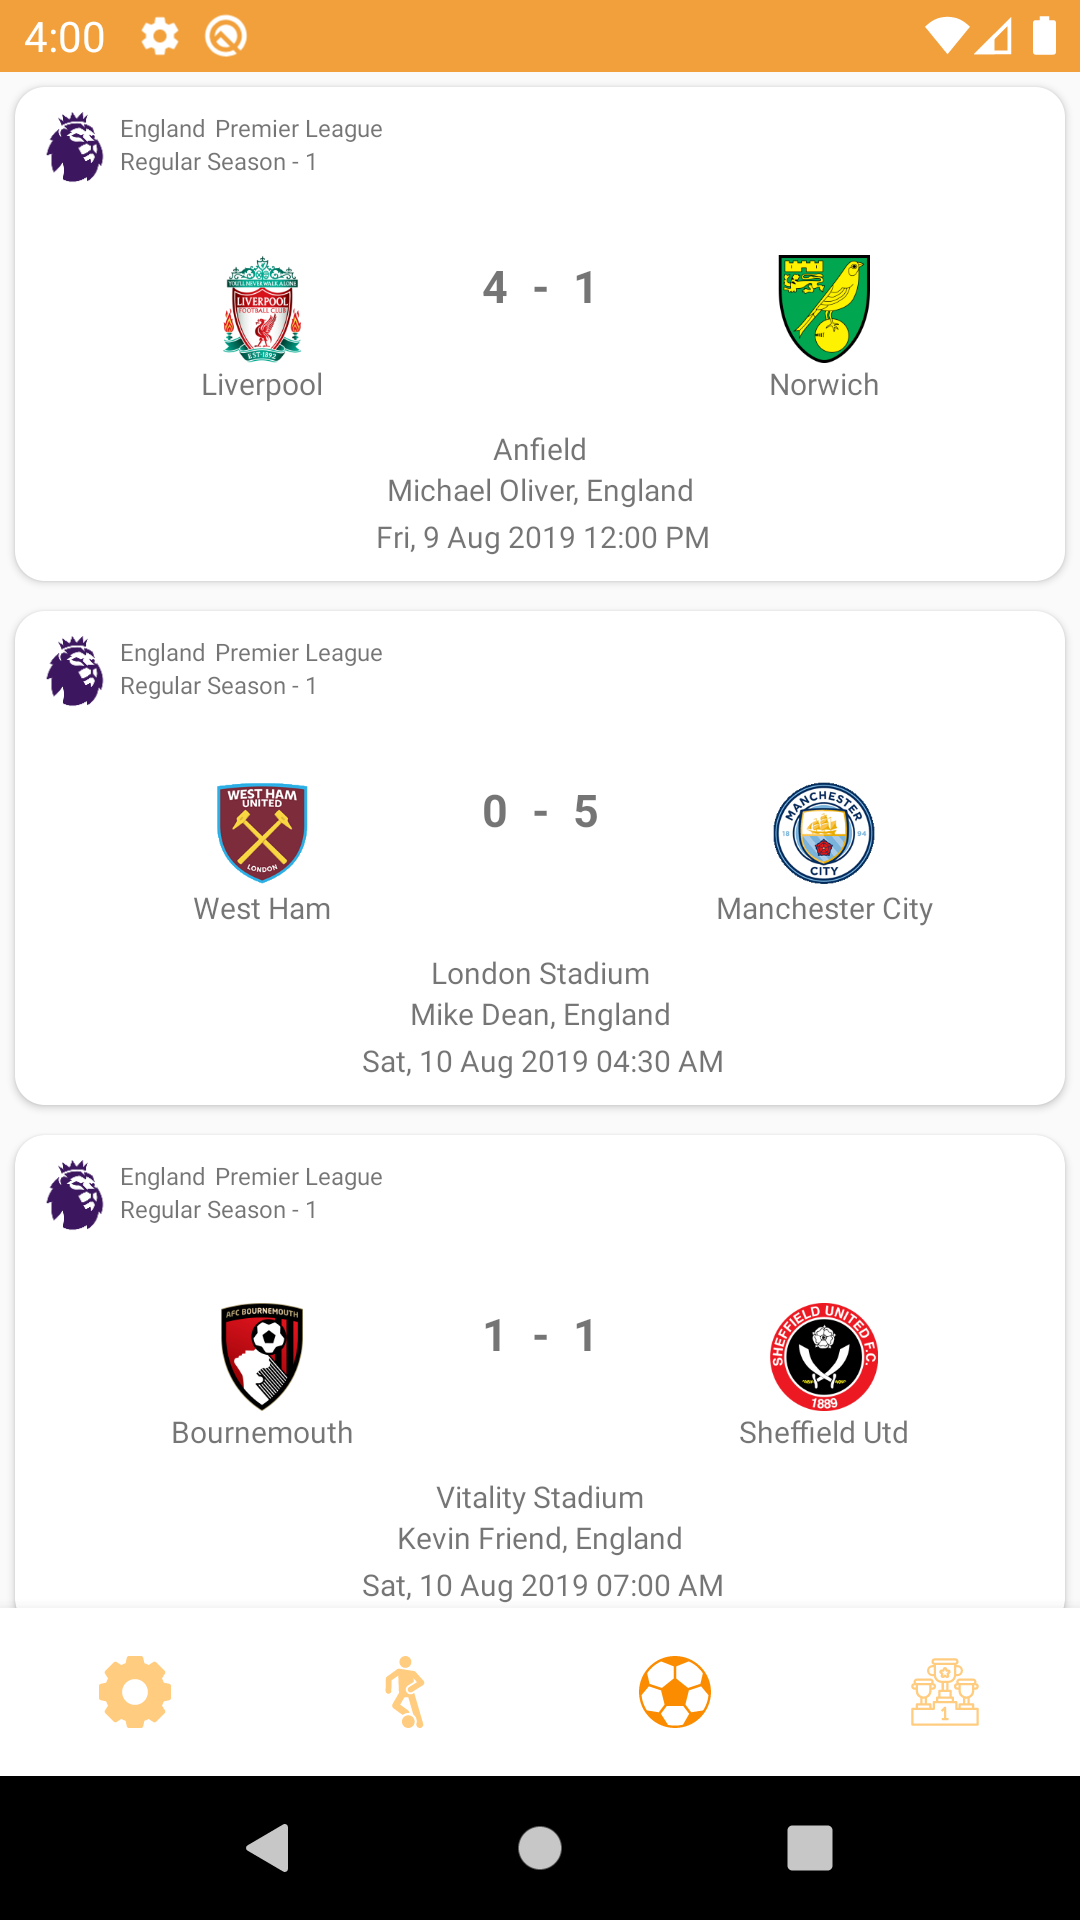 4:00
England Premier League
Regular Season - 1
YOU'LL NEVER WALK ALONE
LIVERPOOL
FOOTBALL CLUB
EST·1892
4 - 1
Liverpool
Norwich
Anfield
Michael Oliver, England
Fri, 9 Aug 2019 12:00 PM
England Premier League
Regular Season - 1
WEST HAM
UNITED
LONDON
0 - 5
MANCHESTER
18 94
CITY
West Ham
Manchester City
London Stadium
Mike Dean, England
Sat, 10 Aug 2019 04:30 AM
England Premier League
Regular Season - 1
AFC BOURNEMOUTH
1 - 1
SHEFFIELD UNITED F.C.
1889
Bournemouth
Sheffield Utd
Vitality Stadium
Kevin Friend, England
Sat, 10 Aug 2019 07:00 AM
1